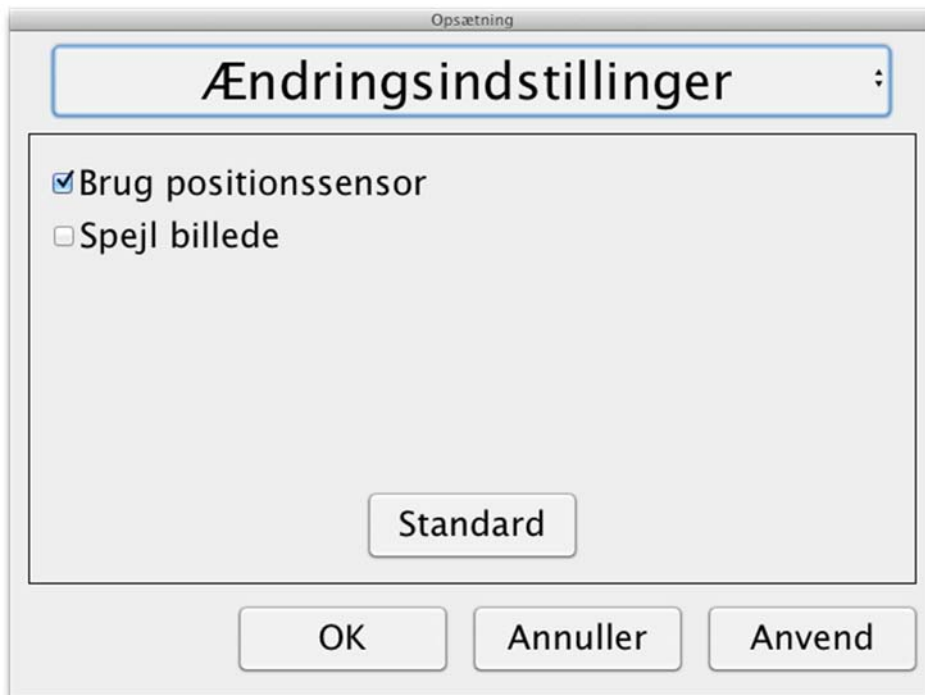 Opsætning
Ændringsindstillinger
Brug positionssensor
Spejl billede
Standard
OK Annuller Anvend